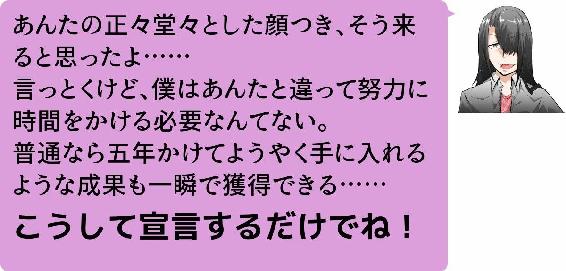 あんたの正々堂々とした顔つき、そう来
ると思ったよ……
言っとくけど、僕はあんたと違って努力に
時間をかける必要なんてない。
普通なら五年かけてようやく手に入れる
ような成果も一瞬で獲得できる……
こうして宣言するだけでね！